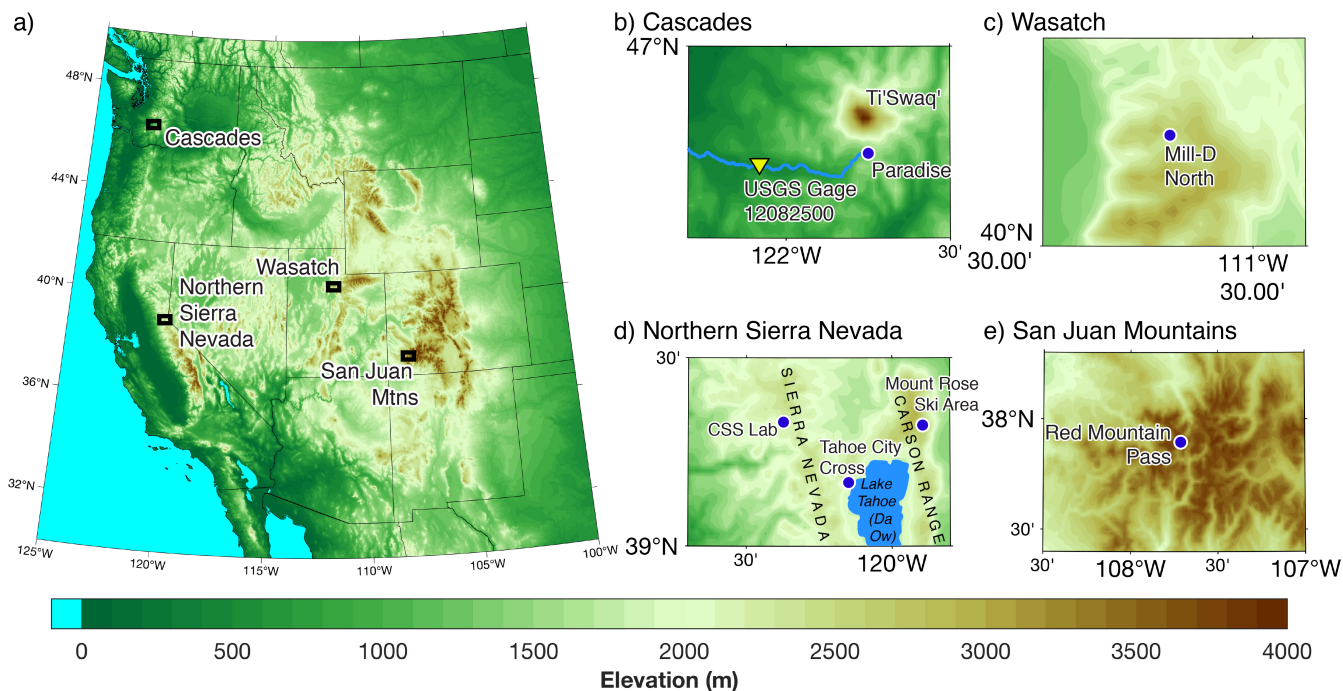 a)
48°N
44°N
40°N
36°N
32°N
125°W
120°W
115°W
110°W
105°W
100°W
Cascades
Wasatch
Northern
Sierra
Nevada
San Juan
Mtns
b) Cascades
47°N
Ti'Swaq'
Paradise
USGS Gage
12082500
122°W
30'
c) Wasatch
Mill-D
North
40°N
30.00'
111°W
30.00'
d) Northern Sierra Nevada
30'
SIERRA NEVADA
Mount Rose
Ski Area
CARSON RANGE
CSS Lab
Tahoe City
Cross
Lake
Tahoe
(Da
Ow)
39°N
30'
120°W
e) San Juan Mountains
38°N
Red Mountain
Pass
30'
30'
108°W
30'
107°W
0
500
1000
1500
2000
2500
3000
3500
4000
Elevation (m)